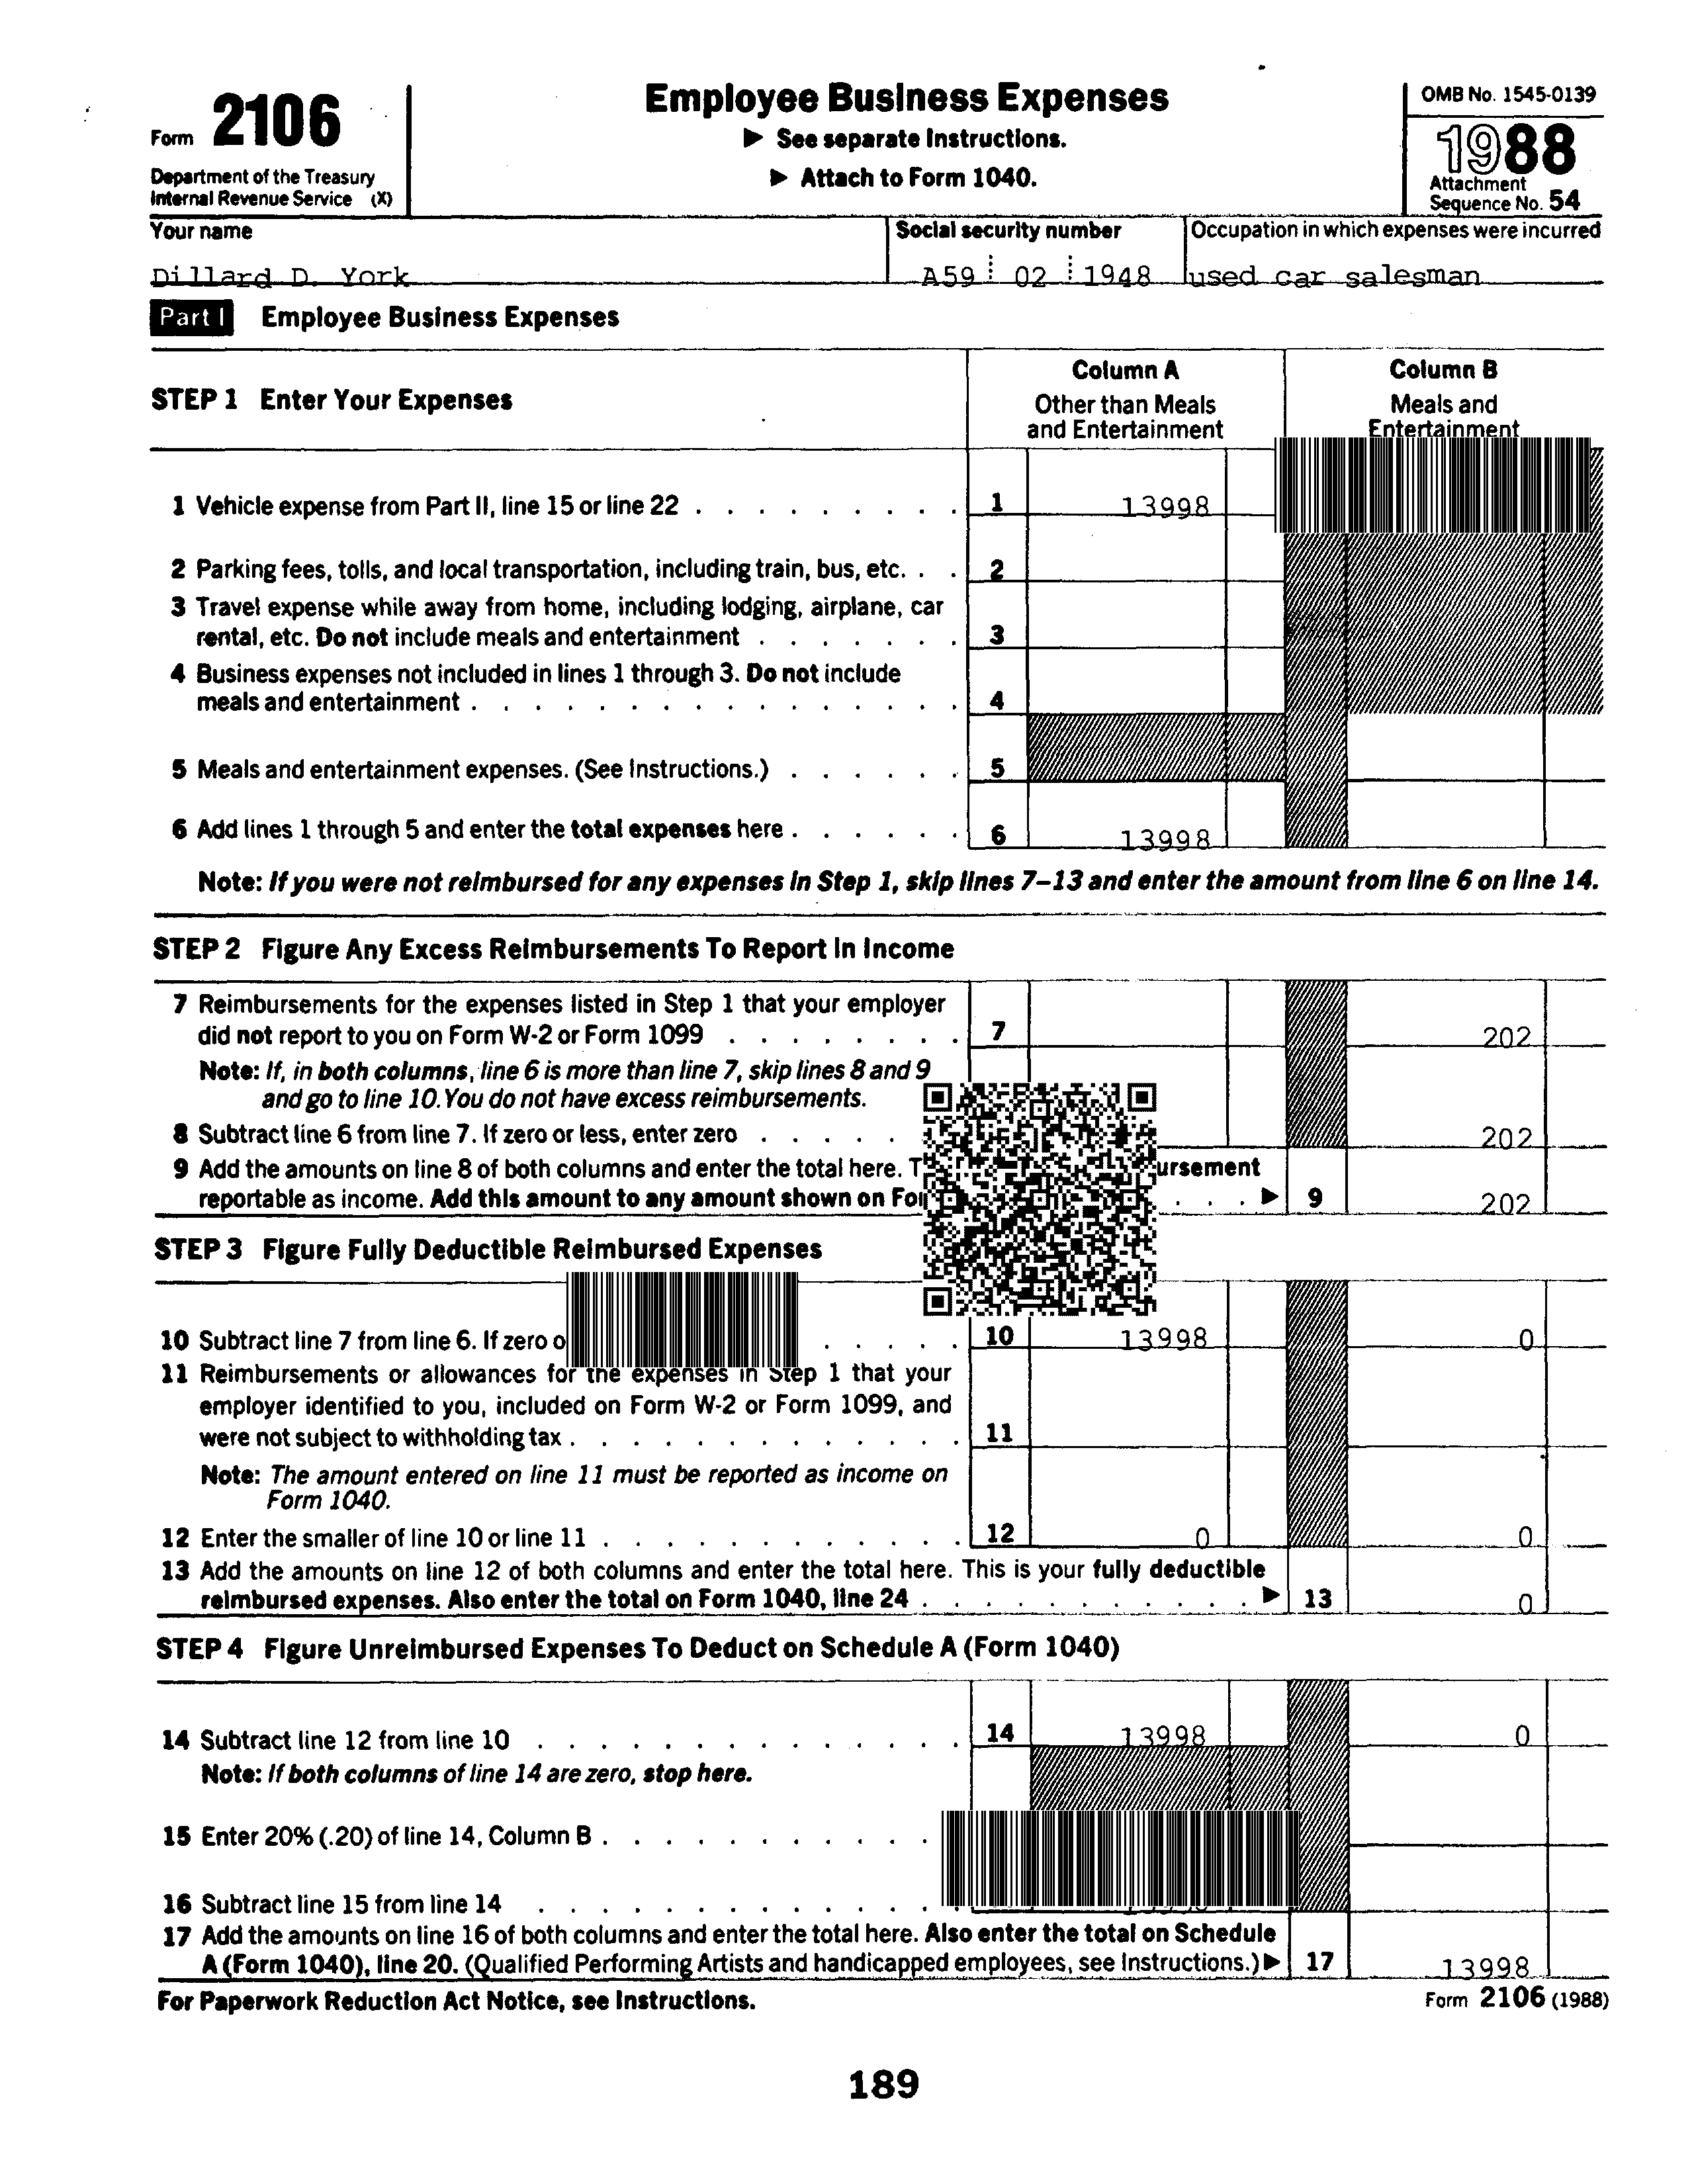 Form 2106
Department of the Treasury
Internal Revenue Service (X)
Employee Business Expenses
▶ See separate Instructions.
▶ Attach to Form 1040.
OMB No. 1545-0139
1988
Attachment
Sequence No. 54
Your name
Social security number
Occupation in which expenses were incurred
Dillard D. York
A59 02 1948
used car salesman
Part I Employee Business Expenses
STEP 1 Enter Your Expenses
Column A
Other than Meals
and Entertainment
Column B
Meals and
Entertainment
1 Vehicle expense from Part II, line 15 or line 22 . . . . . . . . . 1 13998
2 Parking fees, tolls, and local transportation, including train, bus, etc. . . 2
3 Travel expense while away from home, including lodging, airplane, car
rental, etc. Do not include meals and entertainment . . . . . . . 3
4 Business expenses not included in lines 1 through 3. Do not include
meals and entertainment . . . . . . . . . . . . . . . . 4
5 Meals and entertainment expenses. (See Instructions.) . . . . . . 5
6 Add lines 1 through 5 and enter the total expenses here . . . . . . 6 13998
Note: If you were not reimbursed for any expenses in Step 1, skip lines 7–13 and enter the amount from line 6 on line 14.
STEP 2 Figure Any Excess Reimbursements To Report in Income
7 Reimbursements for the expenses listed in Step 1 that your employer
did not report to you on Form W-2 or Form 1099 . . . . . . . . 7 202
Note: If, in both columns, line 6 is more than line 7, skip lines 8 and 9
and go to line 10. You do not have excess reimbursements.
8 Subtract line 6 from line 7. If zero or less, enter zero . . . . . 202
9 Add the amounts on line 8 of both columns and enter the total here.
reportable as income. Add this amount to any amount shown on . . . ▶ 9 202
STEP 3 Figure Fully Deductible Reimbursed Expenses
10 Subtract line 7 from line 6. If zero . . . . . 10 13998 0
11 Reimbursements or allowances for the expenses in Step 1 that your
employer identified to you, included on Form W-2 or Form 1099, and
were not subject to withholding tax . . . . . . . . . . . . . 11
Note: The amount entered on line 11 must be reported as income on
Form 1040.
12 Enter the smaller of line 10 or line 11 . . . . . . . . . . . . 12 0 0
13 Add the amounts on line 12 of both columns and enter the total here. This is your fully deductible
reimbursed expenses. Also enter the total on Form 1040, line 24 . . . . . . . . . . . ▶ 13 0
STEP 4 Figure Unreimbursed Expenses To Deduct on Schedule A (Form 1040)
14 Subtract line 12 from line 10 . . . . . . . . . . . . . . 14 13998 0
Note: If both columns of line 14 are zero, stop here.
15 Enter 20% (.20) of line 14, Column B . . . . . . . . . . .
16 Subtract line 15 from line 14 . . . . . . . . . . . . .
17 Add the amounts on line 16 of both columns and enter the total here. Also enter the total on Schedule
A (Form 1040), line 20. (Qualified Performing Artists and handicapped employees, see Instructions.) ▶ 17 13998
For Paperwork Reduction Act Notice, see Instructions.
Form 2106 (1988)
189